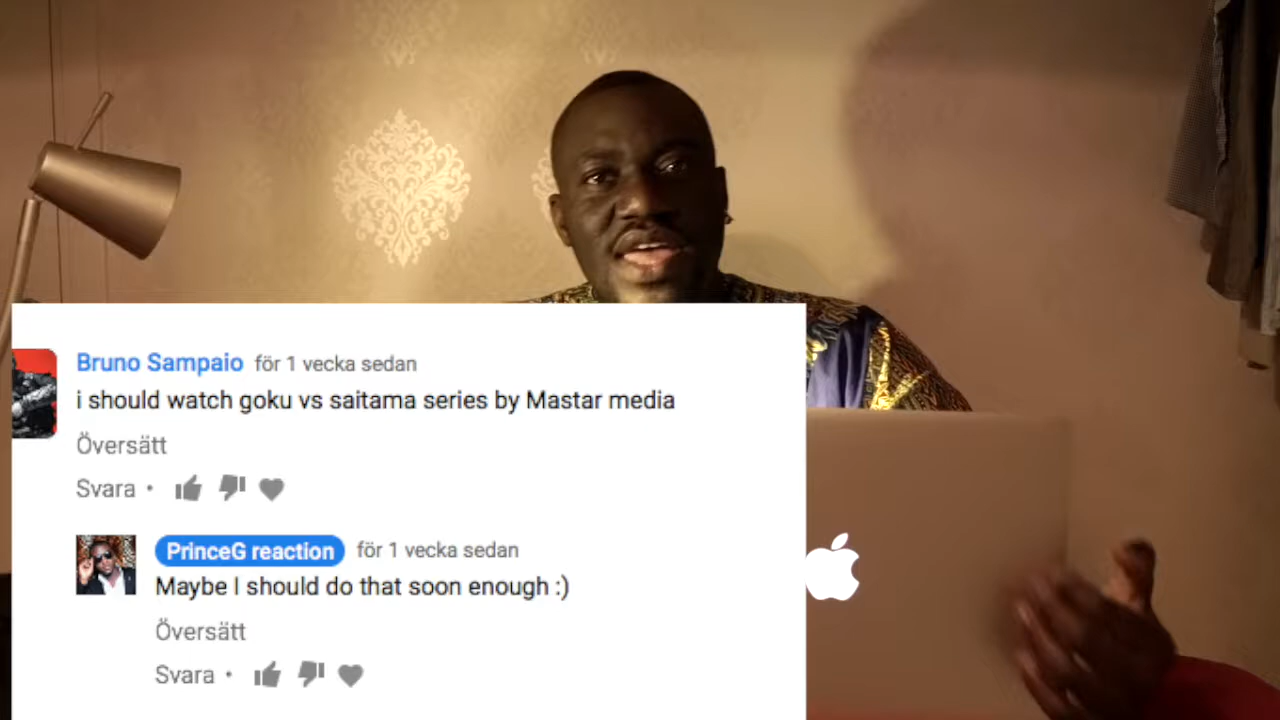 Bruno Sampaio för 1 vecka sedan
i should watch goku vs saitama series by Mastar media
Översätt
Svara •
PrinceG reaction för 1 vecka sedan
Maybe I should do that soon enough :)
Översätt
Svara •